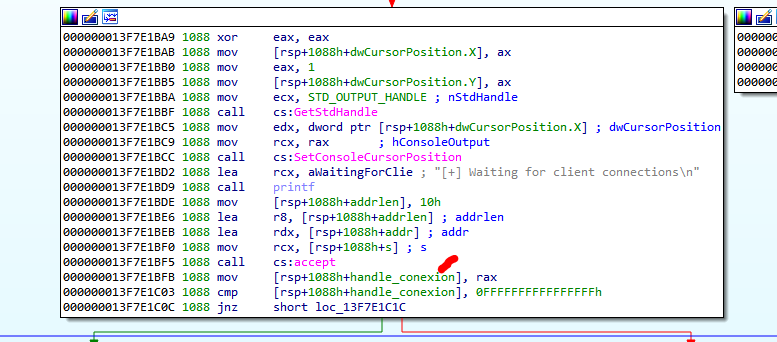 000000013F7E1BA9 1088 xor eax, eax
000000013F7E1BAB 1088 mov [rsp+1088h+dwCursorPosition.X], ax
000000013F7E1BB0 1088 mov eax, 1
000000013F7E1BB5 1088 mov [rsp+1088h+dwCursorPosition.Y], ax
000000013F7E1BBA 1088 mov ecx, STD_OUTPUT_HANDLE ; nStdHandle
000000013F7E1BBF 1088 call cs:GetStdHandle
000000013F7E1BC5 1088 mov edx, dword ptr [rsp+1088h+dwCursorPosition.X] ; dwCursorPosition
000000013F7E1BC9 1088 mov rcx, rax ; hConsoleOutput
000000013F7E1BCC 1088 call cs:SetConsoleCursorPosition
000000013F7E1BD2 1088 lea rcx, aWaitingForClie ; "[+] Waiting for client connections\n"
000000013F7E1BD9 1088 call printf
000000013F7E1BDE 1088 mov [rsp+1088h+addrlen], 10h
000000013F7E1BE6 1088 lea r8, [rsp+1088h+addrlen] ; addrlen
000000013F7E1BEB 1088 lea rdx, [rsp+1088h+addr] ; addr
000000013F7E1BF0 1088 mov rcx, [rsp+1088h+s] ; s
000000013F7E1BF5 1088 call cs:accept
000000013F7E1BFB 1088 mov [rsp+1088h+handle_conexion], rax
000000013F7E1C03 1088 cmp [rsp+1088h+handle_conexion], 0FFFFFFFFFFFFFFFFh
000000013F7E1C0C 1088 jnz short loc_13F7E1C1C